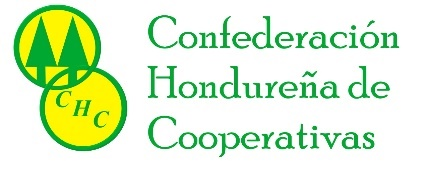 CHC
Confederación
Hondureña de
Cooperativas